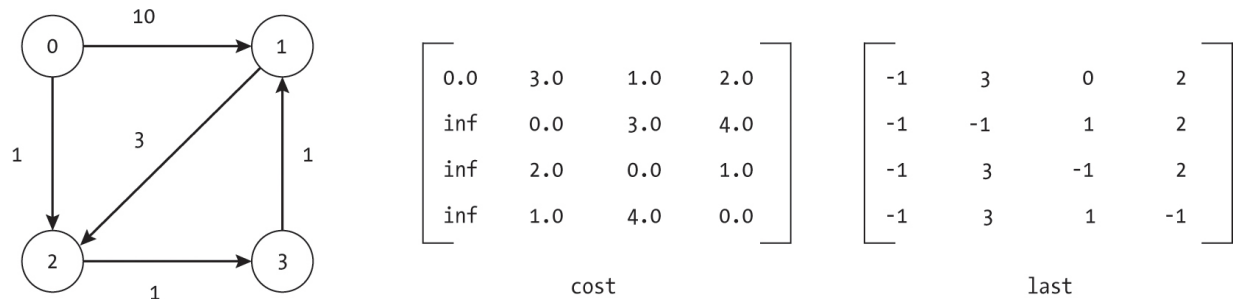 10
0 1
1 3 1
2 3
1
0.0 3.0 1.0 2.0
inf 0.0 3.0 4.0
inf 2.0 0.0 1.0
inf 1.0 4.0 0.0
cost
-1 3 0 2
-1 -1 1 2
-1 3 -1 2
-1 3 1 -1
last